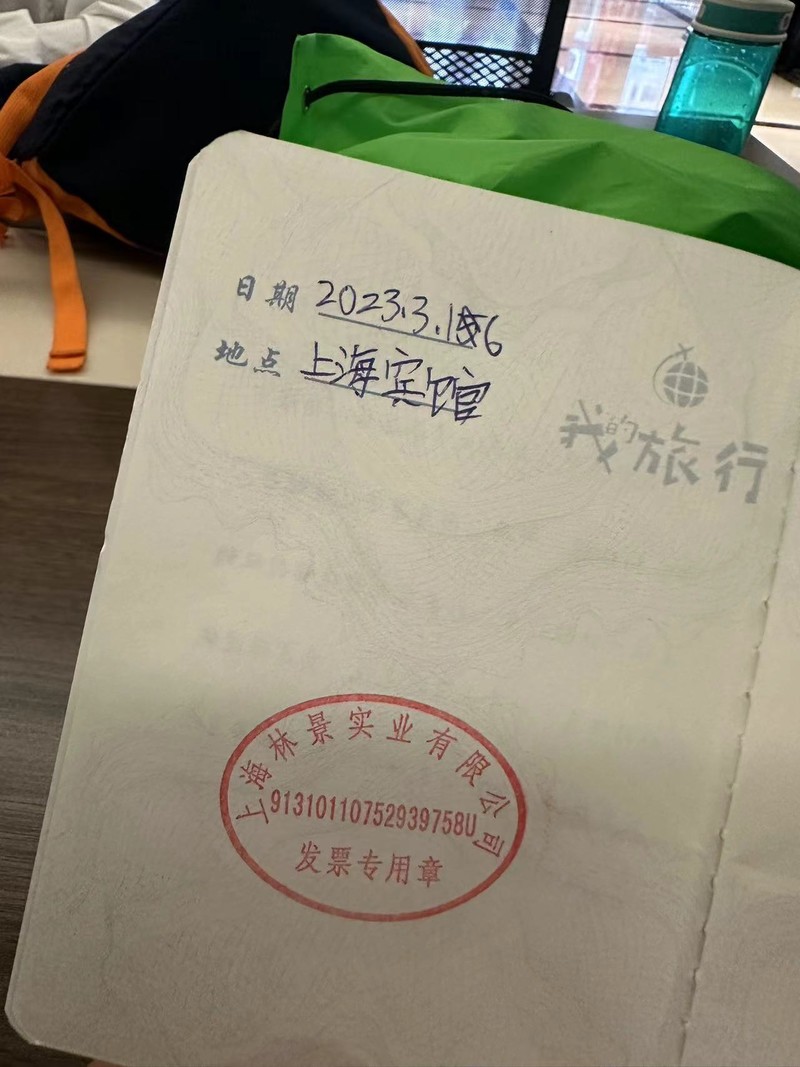 日期 2023.3.16
地点 上海宾馆
我的旅行
上海林景实业有限公司
91310110752939758U
发票专用章